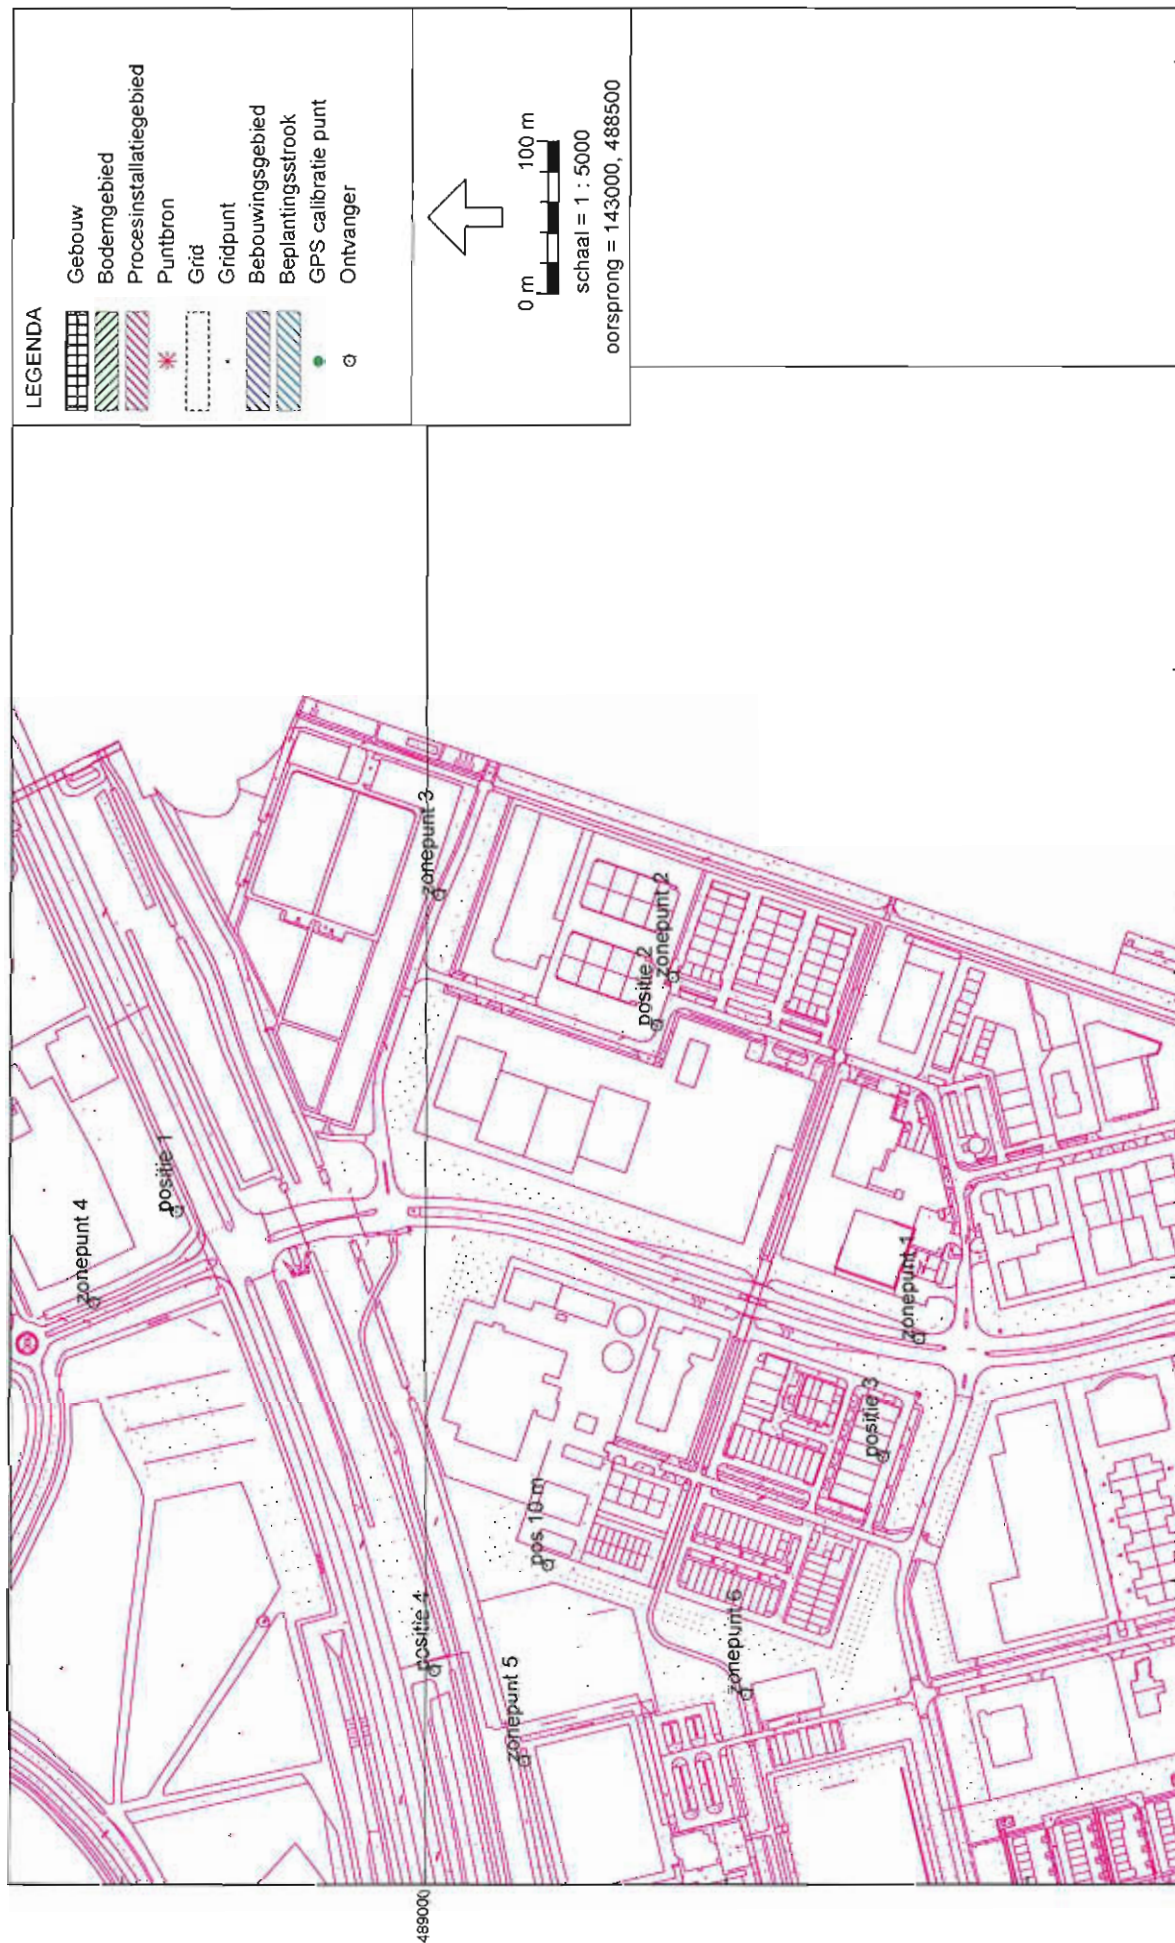 LEGENDA
Gebouw
Bodemgebied
Procesinstallatiegebied
Puntbron
Grid
Gridpunt
Bebouwingsgebied
Beplantingsstrook
GPS calibratie punt
Ontvanger
0 m 100 m
schaal = 1 : 5000
oorsprong = 143000, 488500
zonepunt 4
positie 1
zonepunt 3
positie 2
zonepunt 2
zonepunt 1
positie 3
pos 10 m
positie 4
zonepunt 5
zonepunt 6
489000